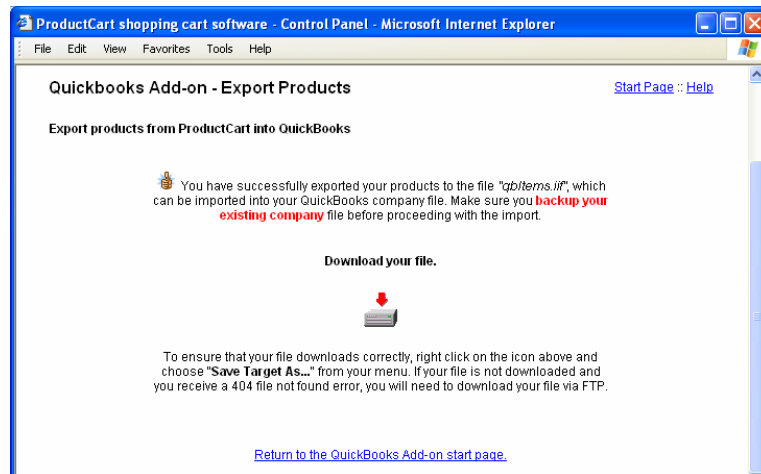 ProductCart shopping cart software - Control Panel - Microsoft Internet Explorer
File Edit View Favorites Tools Help
Quickbooks Add-on - Export Products
Start Page :: Help
Export products from ProductCart into QuickBooks
You have successfully exported your products to the file "qbItems.iif", which
can be imported into your QuickBooks company file. Make sure you backup your
existing company file before proceeding with the import.
Download your file.
To ensure that your file downloads correctly, right click on the icon above and
choose "Save Target As..." from your menu. If your file is not downloaded and
you receive a 404 file not found error, you will need to download your file via FTP.
Return to the QuickBooks Add-on start page.